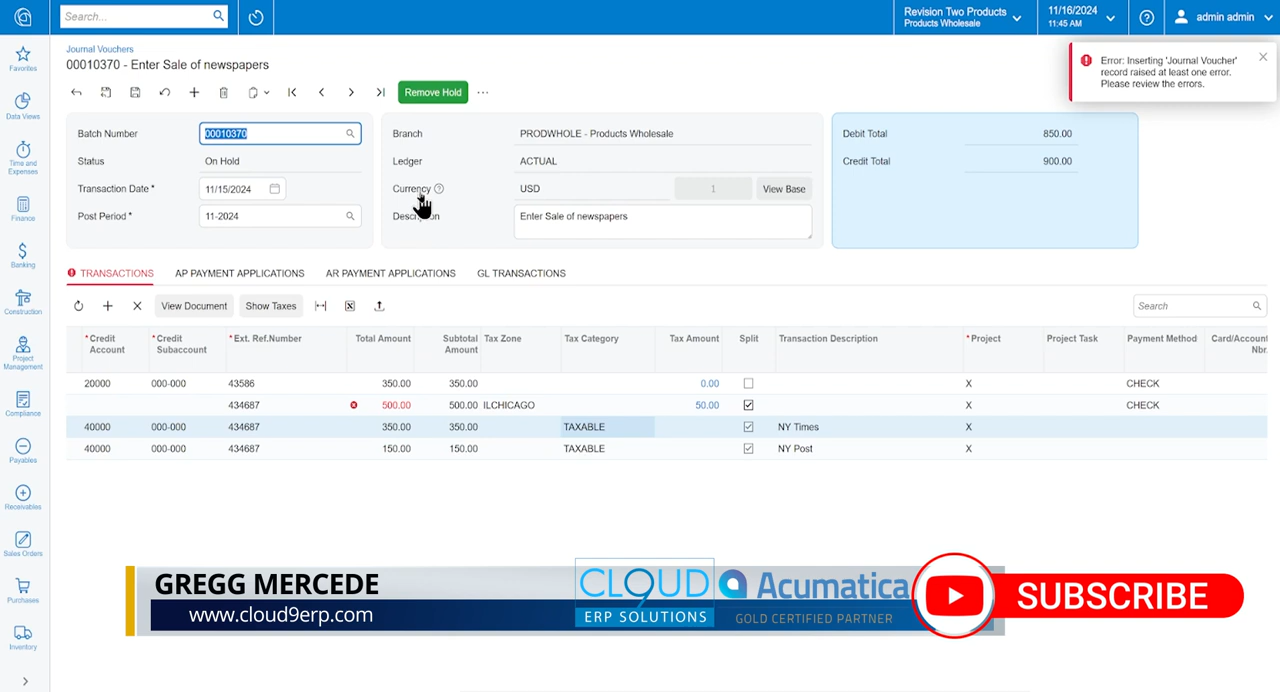 Search...
Revision Two Products
Products Wholesale
11/16/2024
11:45 AM
admin admin
Error: Inserting 'Journal Voucher'
record raised at least one error.
Please review the errors.
Favorites
Data Views
Time and
Expenses
Finance
Banking
Construction
Project
Management
Compliance
Payables
Receivables
Sales Orders
Purchases
Inventory
Journal Vouchers
00010370 - Enter Sale of newspapers
Remove Hold
Batch Number 00010370
Status On Hold
Transaction Date * 11/15/2024
Post Period * 11-2024
Branch PRODWHOLE - Products Wholesale
Ledger ACTUAL
Currency USD 1 View Base
Description Enter Sale of newspapers
Debit Total 850.00
Credit Total 900.00
TRANSACTIONS AP PAYMENT APPLICATIONS AR PAYMENT APPLICATIONS GL TRANSACTIONS
View Document Show Taxes Search
* Credit Account * Credit Subaccount * Ext. Ref.Number Total Amount Subtotal Amount Tax Zone Tax Category Tax Amount Split Transaction Description * Project Project Task Payment Method Card/Account Nbr.
20000 000-000 43586 350.00 350.00 0.00 X CHECK
434687 500.00 500.00 ILCHICAGO 50.00 X CHECK
40000 000-000 434687 350.00 350.00 TAXABLE NY Times X
40000 000-000 434687 150.00 150.00 TAXABLE NY Post X
GREGG MERCEDE
www.cloud9erp.com
CLOUD9
ERP SOLUTIONS
Acumatica
GOLD CERTIFIED PARTNER
SUBSCRIBE